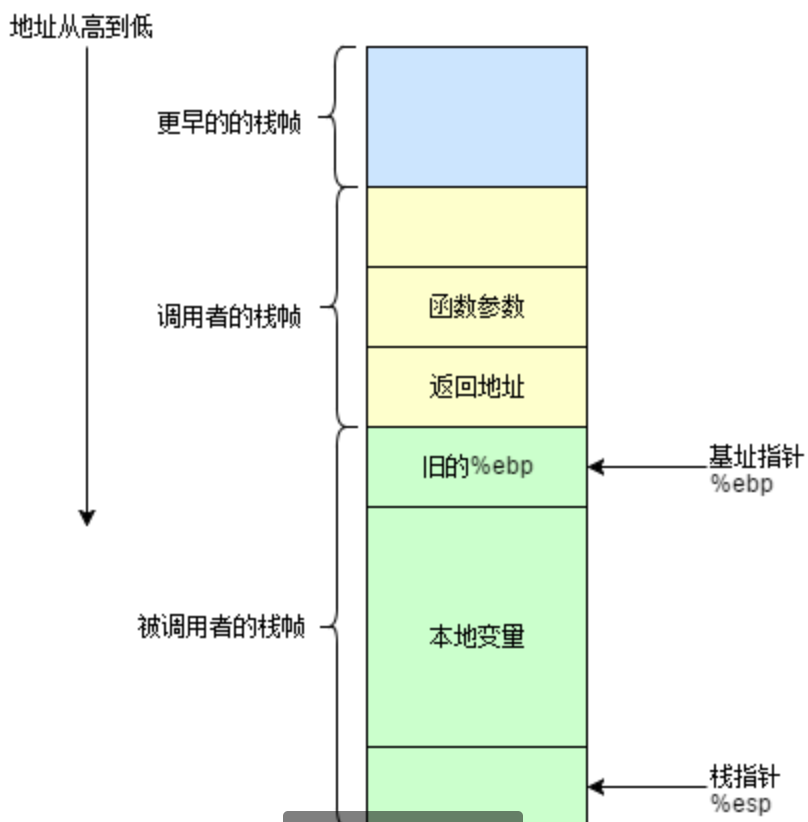 地址从高到低
更早的的栈帧
调用者的栈帧
函数参数
返回地址
旧的%ebp
基址指针
%ebp
被调用者的栈帧
本地变量
栈指针
%esp